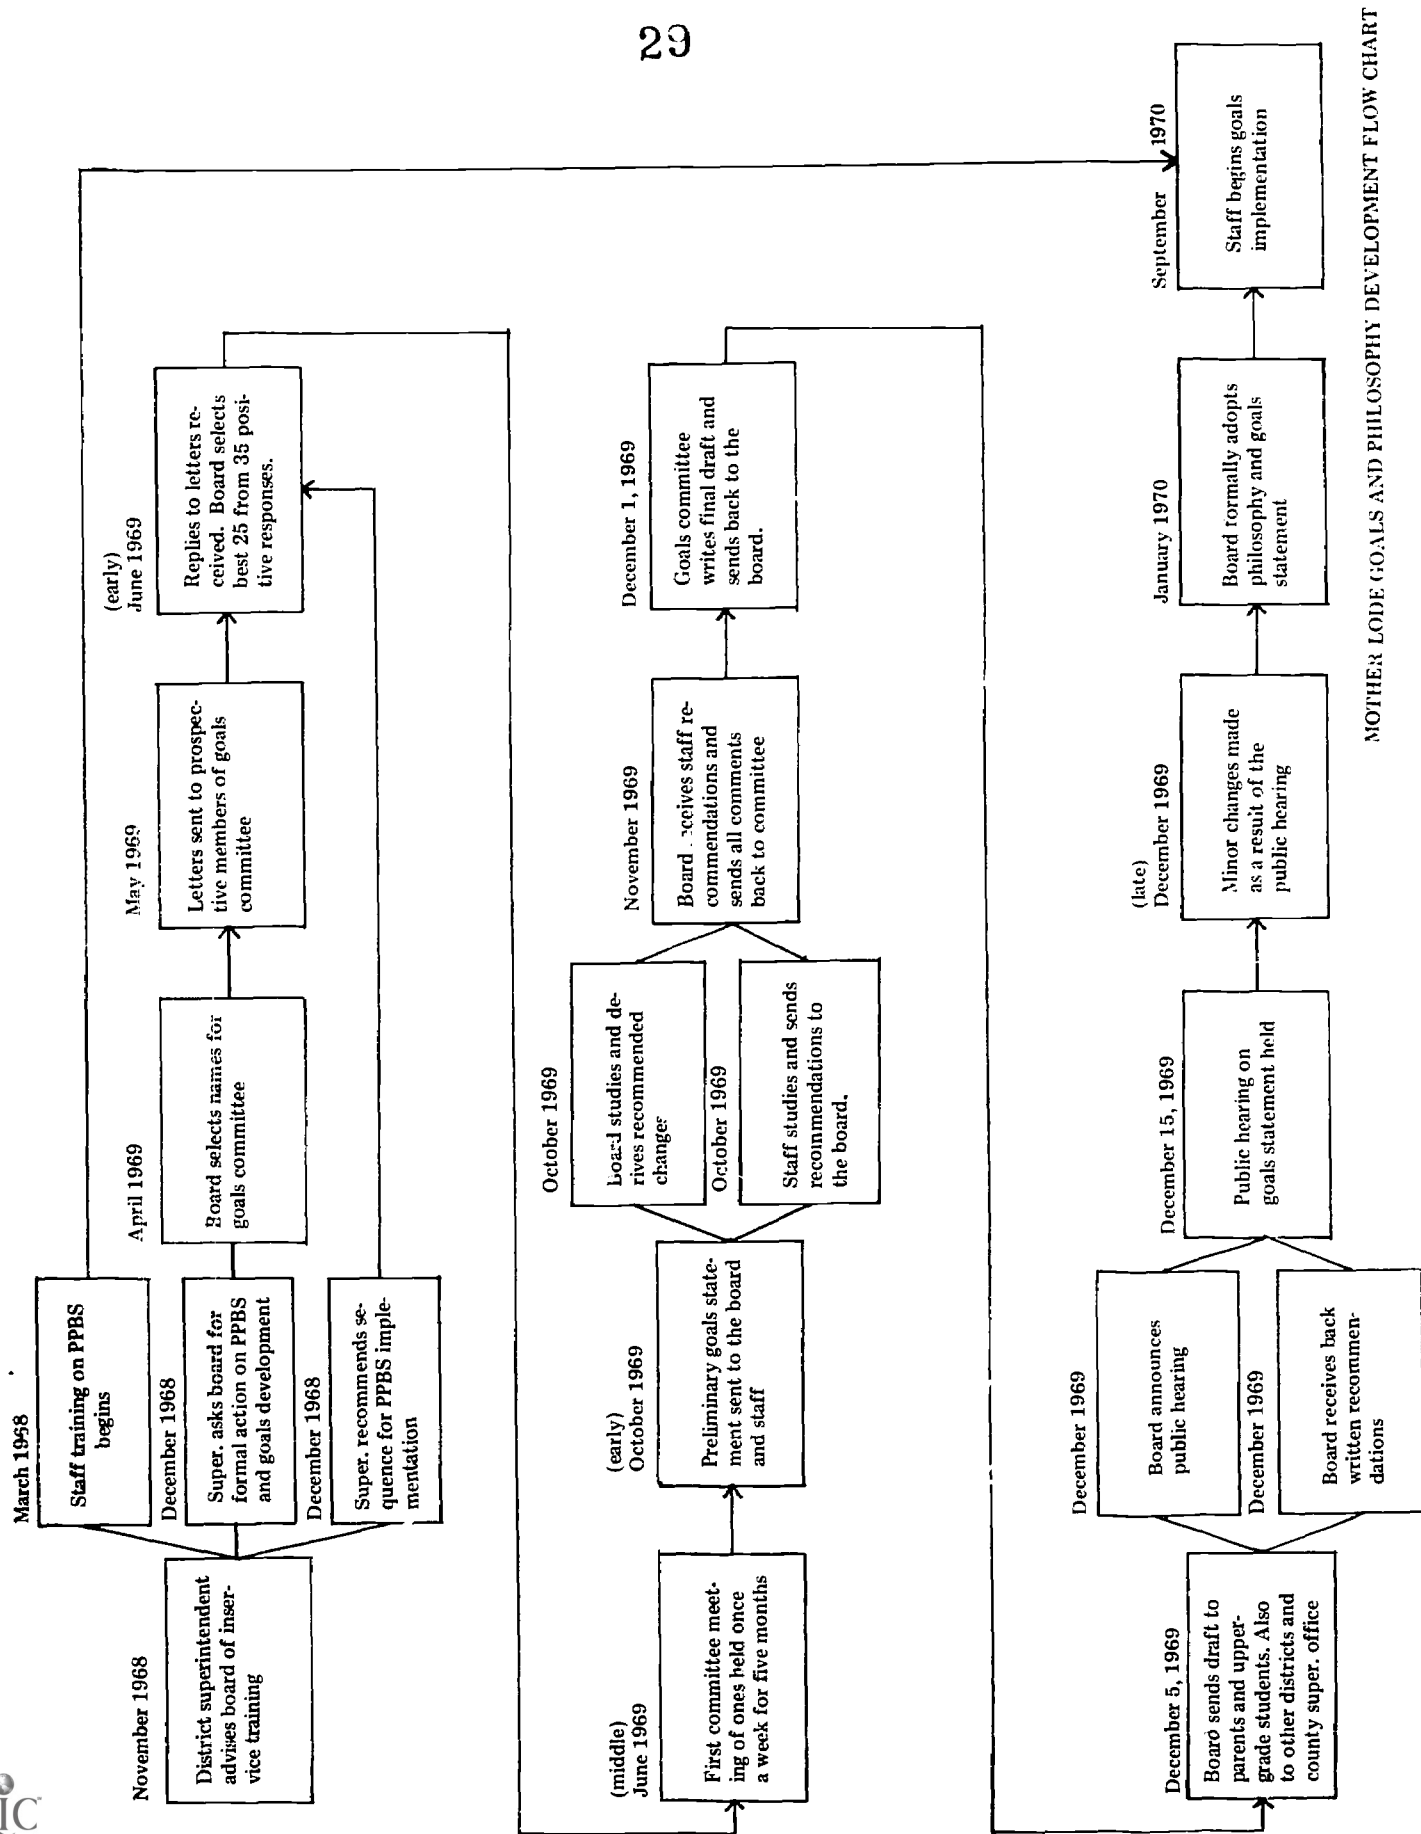 29
November 1968
District superintendent
advises board of inser-
vice training
March 1968
Staff training on PPBS
begins
December 1968
Super. asks board for
formal action on PPBS
and goals development
December 1968
Super. recommends se-
quence for PPBS imple-
mentation
April 1969
Board selects names for
goals committee
May 1969
Letters sent to prospec-
tive members of goals
committee
(early)
June 1969
Replies to letters re-
ceived. Board selects
best 25 from 35 posi-
tive responses.
(middle)
June 1969
First committee meet-
ing of ones held once
a week for five months
(early)
October 1969
Preliminary goals state-
ment sent to the board
and staff
October 1969
Board studies and de-
rives recommended
changes
October 1969
Staff studies and sends
recommendations to
the board.
November 1969
Board receives staff re-
commendations and
sends all comments
back to committee
December 1, 1969
Goals committee
writes final draft and
sends back to the
board.
December 5, 1969
Board sends draft to
parents and upper-
grade students. Also
to other districts and
county super. office
December 1969
Board announces
public hearing
December 1969
Board receives back
written recommen-
dations
December 15, 1969
Public hearing on
goals statement held
(late)
December 1969
Minor changes made
as a result of the
public hearing
January 1970
Board formally adopts
philosophy and goals
statement
September 1970
Staff begins goals
implementation
MOTHER LODE GOALS AND PHILOSOPHY DEVELOPMENT FLOW CHART